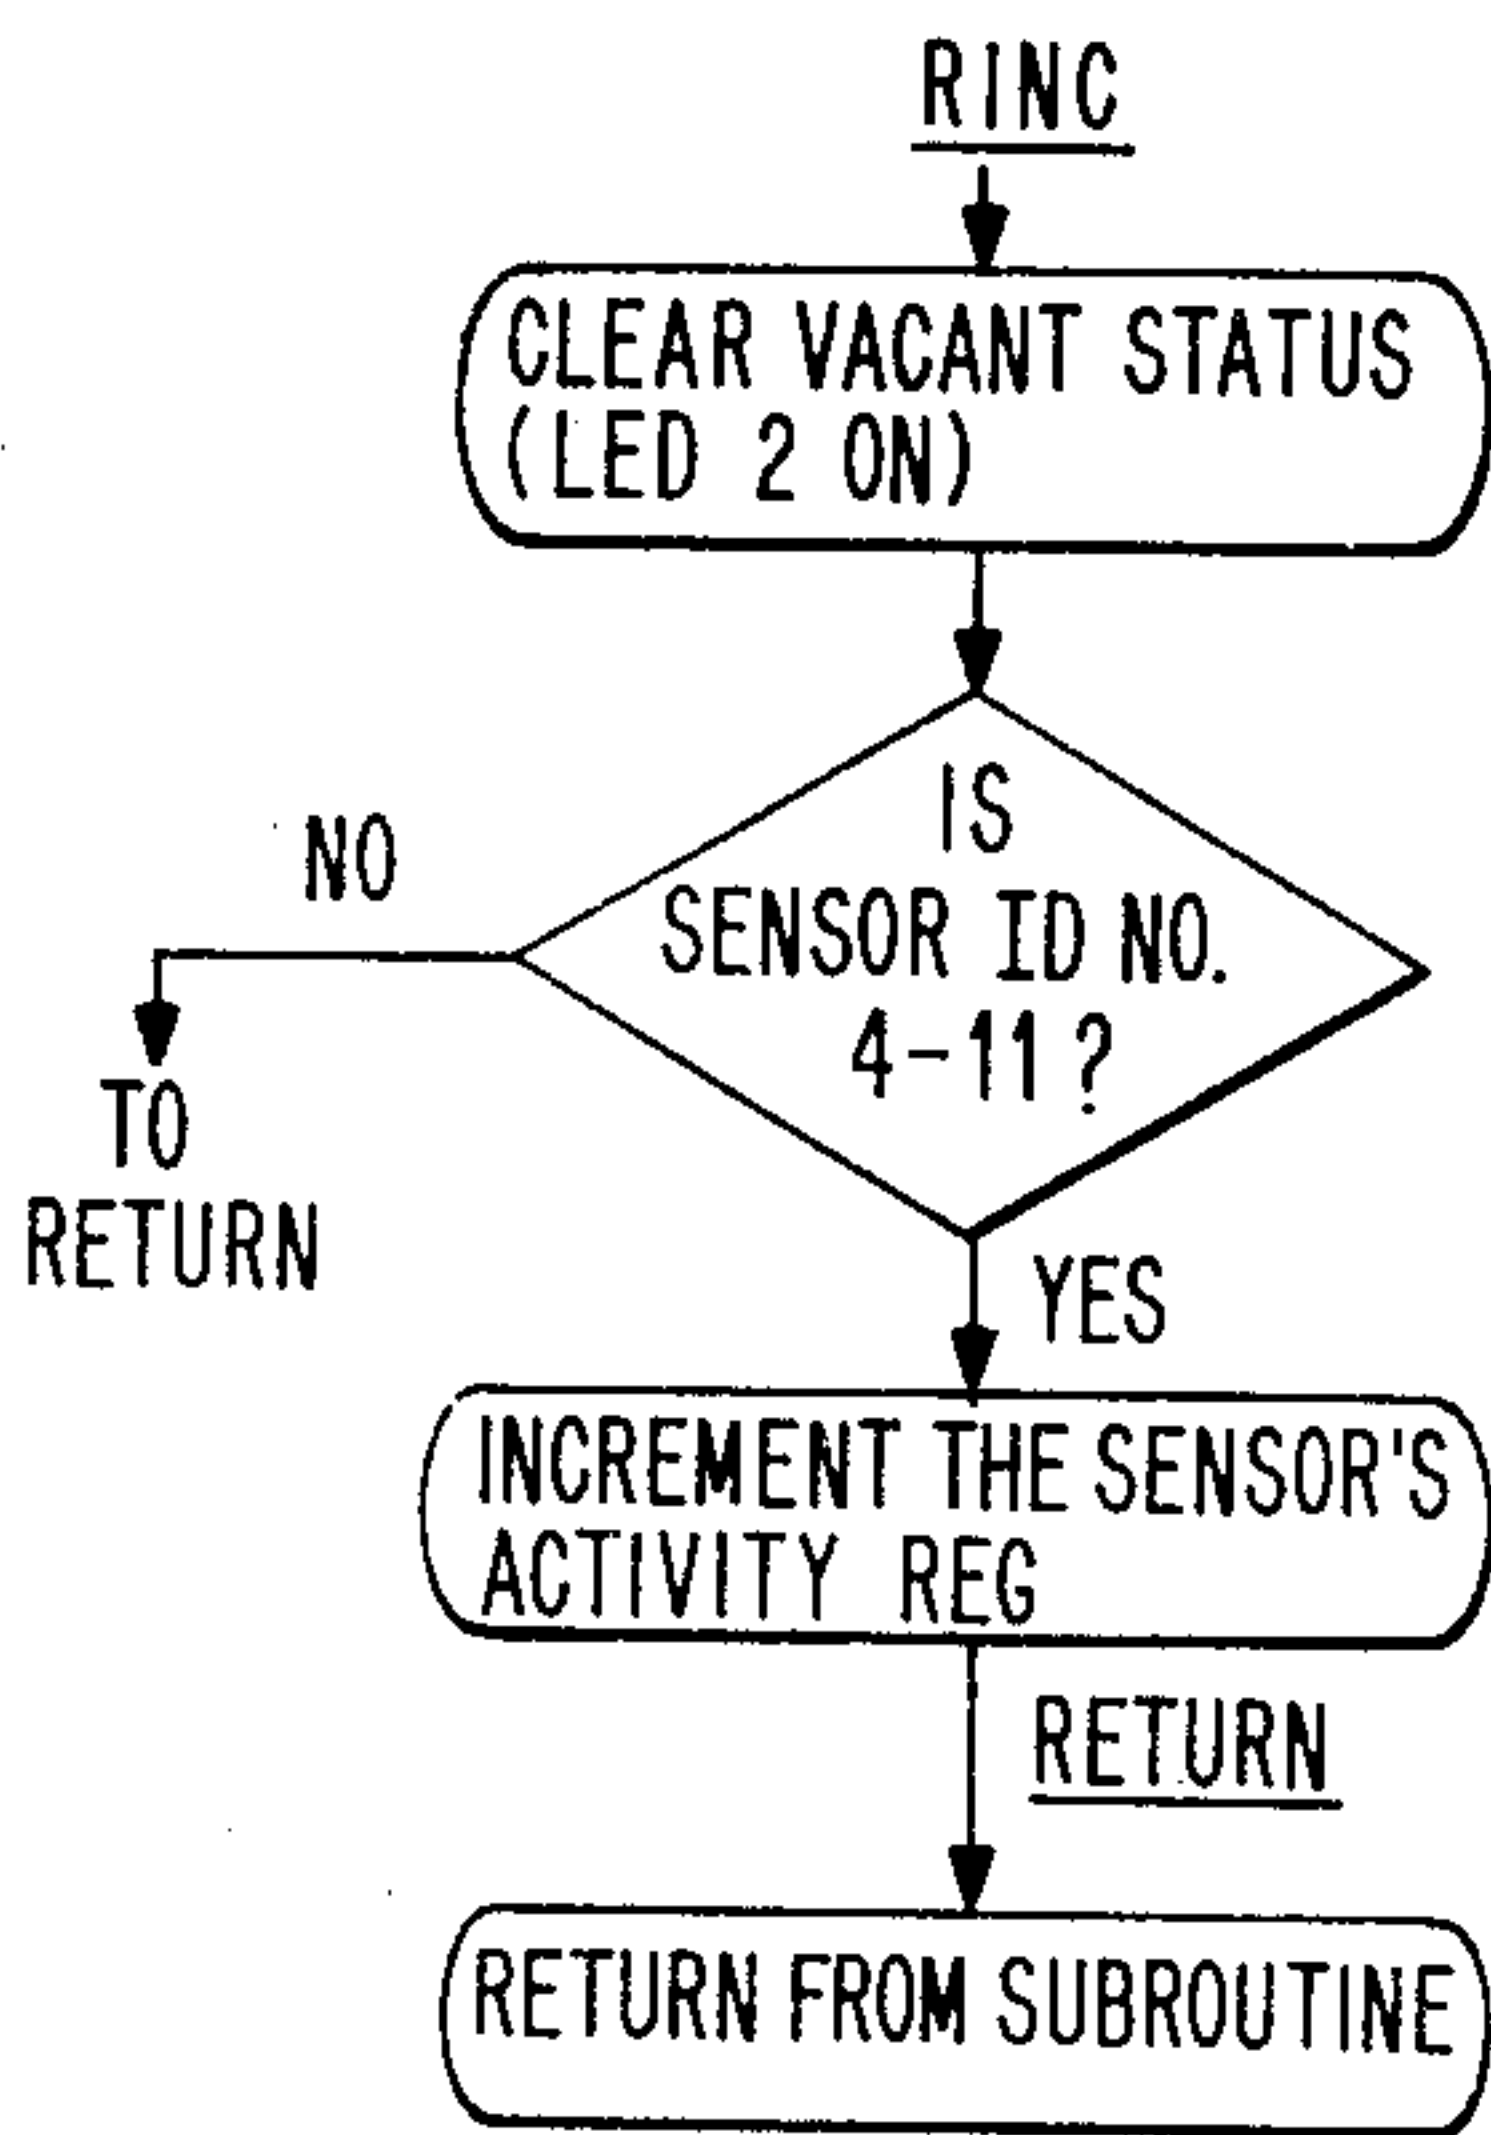 RINC
CLEAR VACANT STATUS
(LED 2 ON)
IS
SENSOR ID NO.
4-11?
NO
TO
RETURN
YES
INCREMENT THE SENSOR'S
ACTIVITY REG
RETURN
RETURN FROM SUBROUTINE